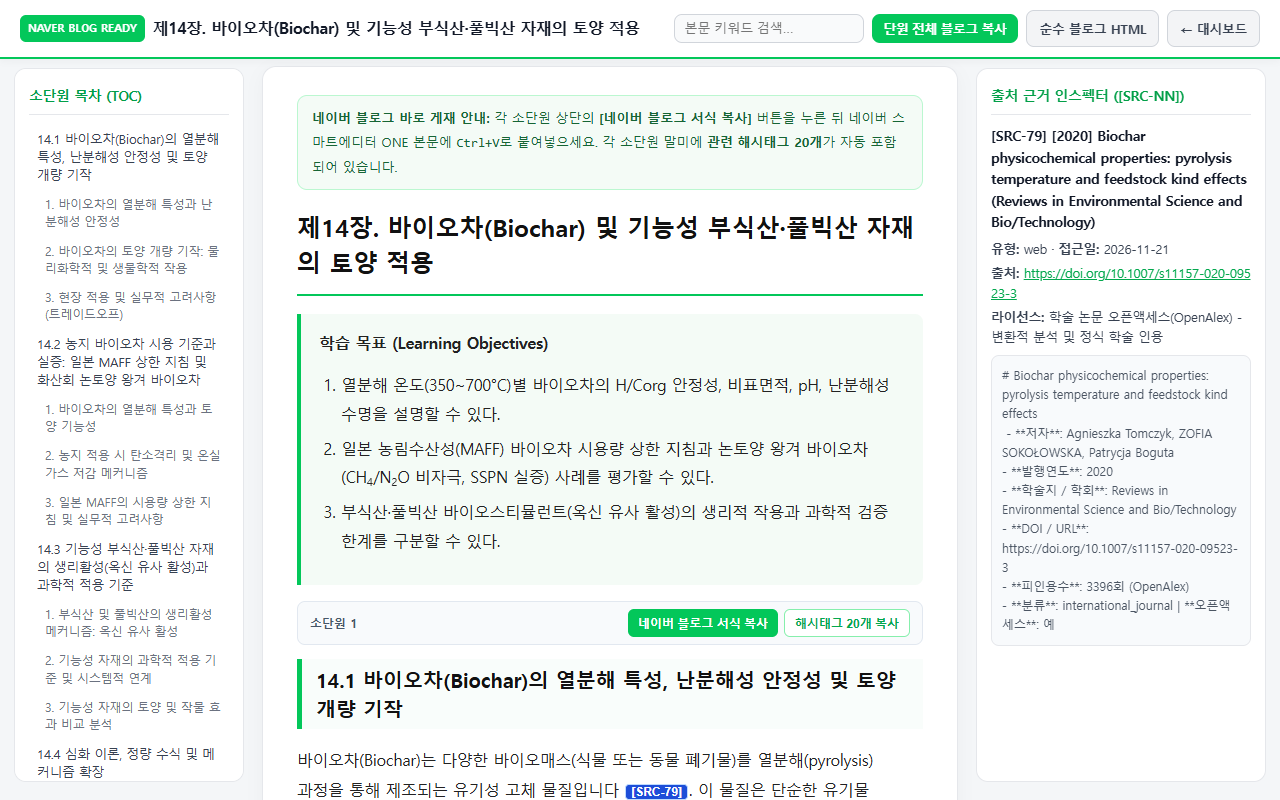 NAVER BLOG READY 제14장. 바이오차(Biochar) 및 기능성 부식산·풀빅산 자재의 토양 적용 본문 키워드 검색... 단원 전체 블로그 복사 순수 블로그 HTML ← 대시보드
소단원 목차 (TOC)
14.1 바이오차(Biochar)의 열분해
특성, 난분해성 안정성 및 토양
개량 기작
1. 바이오차의 열분해 특성과 난
분해성 안정성
2. 바이오차의 토양 개량 기작: 물
리화학적 및 생물학적 작용
3. 현장 적용 및 실무적 고려사항
(트레이드오프)
14.2 농지 바이오차 시용 기준과
실증: 일본 MAFF 상한 지침 및
화산회 논토양 왕겨 바이오차
1. 바이오차의 열분해 특성과 토
양 기능성
2. 농지 적용 시 탄소격리 및 온실
가스 저감 메커니즘
3. 일본 MAFF의 시용량 상한 지
침 및 실무적 고려사항
14.3 기능성 부식산·풀빅산 자재
의 생리활성(옥신 유사 활성)과
과학적 적용 기준
1. 부식산 및 풀빅산의 생리활성
메커니즘: 옥신 유사 활성
2. 기능성 자재의 과학적 적용 기
준 및 시스템적 연계
3. 기능성 자재의 토양 및 작물 효
과 비교 분석
14.4 심화 이론, 정량 수식 및 메
커니즘 확장
네이버 블로그 바로 게재 안내: 각 소단원 상단의 [네이버 블로그 서식 복사] 버튼을 누른 뒤 네이버 스
마트에디터 ONE 본문에 Ctrl+V로 붙여넣으세요. 각 소단원 말미에 관련 해시태그 20개가 자동 포함
되어 있습니다.
제14장. 바이오차(Biochar) 및 기능성 부식산·풀빅산 자재
의 토양 적용
학습 목표 (Learning Objectives)
1. 열분해 온도(350~700°C)별 바이오차의 H/Corg 안정성, 비표면적, pH, 난분해성
수명을 설명할 수 있다.
2. 일본 농림수산성(MAFF) 바이오차 시용량 상한 지침과 논토양 왕겨 바이오차
(CH₄/N₂O 비자극, SSPN 실증) 사례를 평가할 수 있다.
3. 부식산·풀빅산 바이오스티뮬런트(옥신 유사 활성)의 생리적 작용과 과학적 검증
한계를 구분할 수 있다.
소단원 1 네이버 블로그 서식 복사 해시태그 20개 복사
14.1 바이오차(Biochar)의 열분해 특성, 난분해성 안정성 및 토양
개량 기작
바이오차(Biochar)는 다양한 바이오매스(식물 또는 동물 폐기물)를 열분해(pyrolysis)
과정을 통해 제조되는 유기성 고체 물질입니다 [SRC-79]. 이 물질은 단순한 유기물
출처 근거 인스펙터 ([SRC-NN])
[SRC-79] [2020] Biochar
physicochemical properties: pyrolysis
temperature and feedstock kind effects
(Reviews in Environmental Science and
Bio/Technology)
유형: web · 접근일: 2026-11-21
출처: https://doi.org/10.1007/s11157-020-095
23-3
라이선스: 학술 논문 오픈액세스(OpenAlex) -
변환적 분석 및 정식 학술 인용
# Biochar physicochemical properties:
pyrolysis temperature and feedstock kind
effects
- **저자**: Agnieszka Tomczyk, ZOFIA
SOKOŁOWSKA, Patrycja Boguta
- **발행연도**: 2020
- **학술지 / 학회**: Reviews in
Environmental Science and Bio/Technology
- **DOI / URL**:
https://doi.org/10.1007/s11157-020-09523-
3
- **피인용수**: 3396회 (OpenAlex)
- **분류**: international_journal | **오픈액
세스**: 예